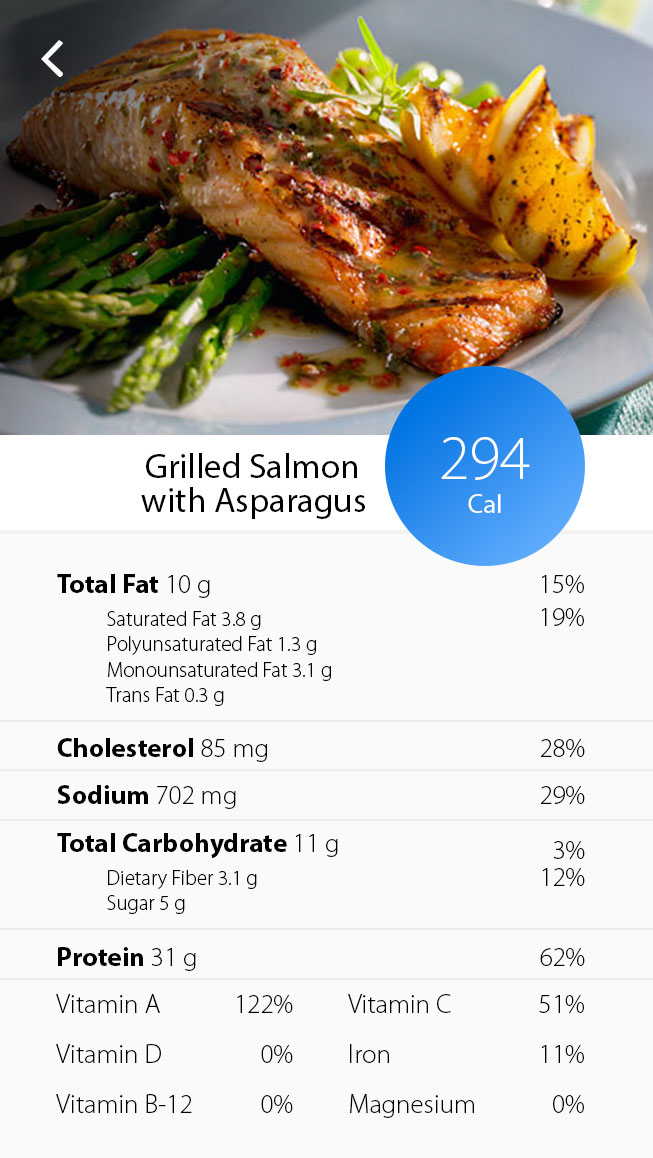 Grilled Salmon
with Asparagus
294
Cal
Total Fat 10 g 15%
Saturated Fat 3.8 g 19%
Polyunsaturated Fat 1.3 g
Monounsaturated Fat 3.1 g
Trans Fat 0.3 g
Cholesterol 85 mg 28%
Sodium 702 mg 29%
Total Carbohydrate 11 g 3%
Dietary Fiber 3.1 g 12%
Sugar 5 g
Protein 31 g 62%
Vitamin A 122% Vitamin C 51%
Vitamin D 0% Iron 11%
Vitamin B-12 0% Magnesium 0%